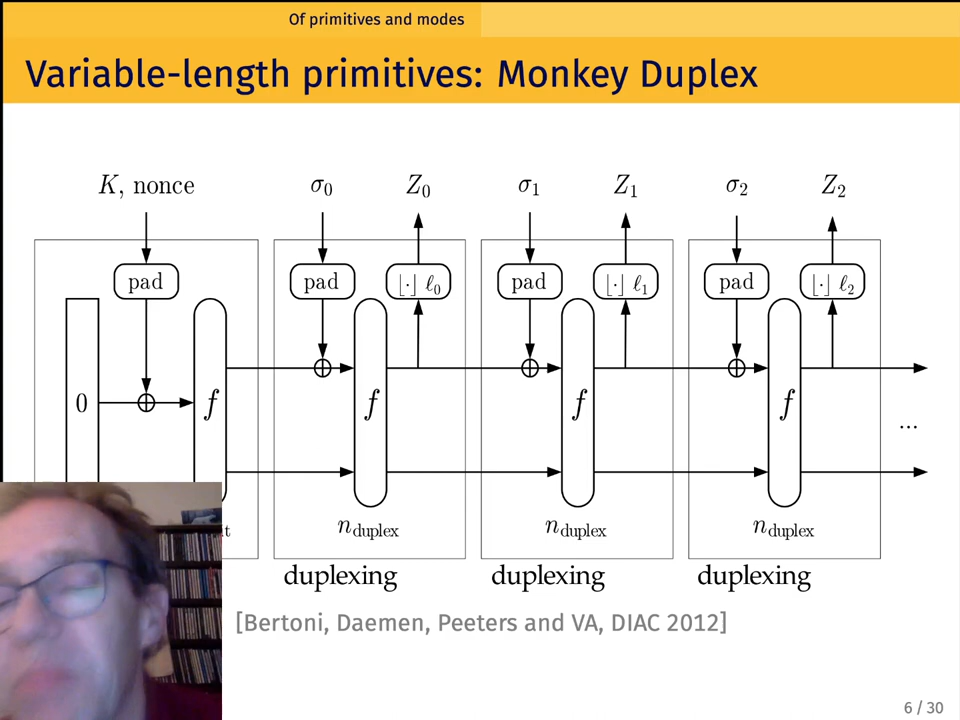 Of primitives and modes
Variable-length primitives: Monkey Duplex
K, nonce σ₀ Z₀ σ₁ Z₁ σ₂ Z₂
pad pad ⌊·⌋ ℓ₀ pad ⌊·⌋ ℓ₁ pad ⌊·⌋ ℓ₂
0 f f f f
...
n_duplex n_duplex n_duplex
duplexing duplexing duplexing
[Bertoni, Daemen, Peeters and VA, DIAC 2012]
6 / 30